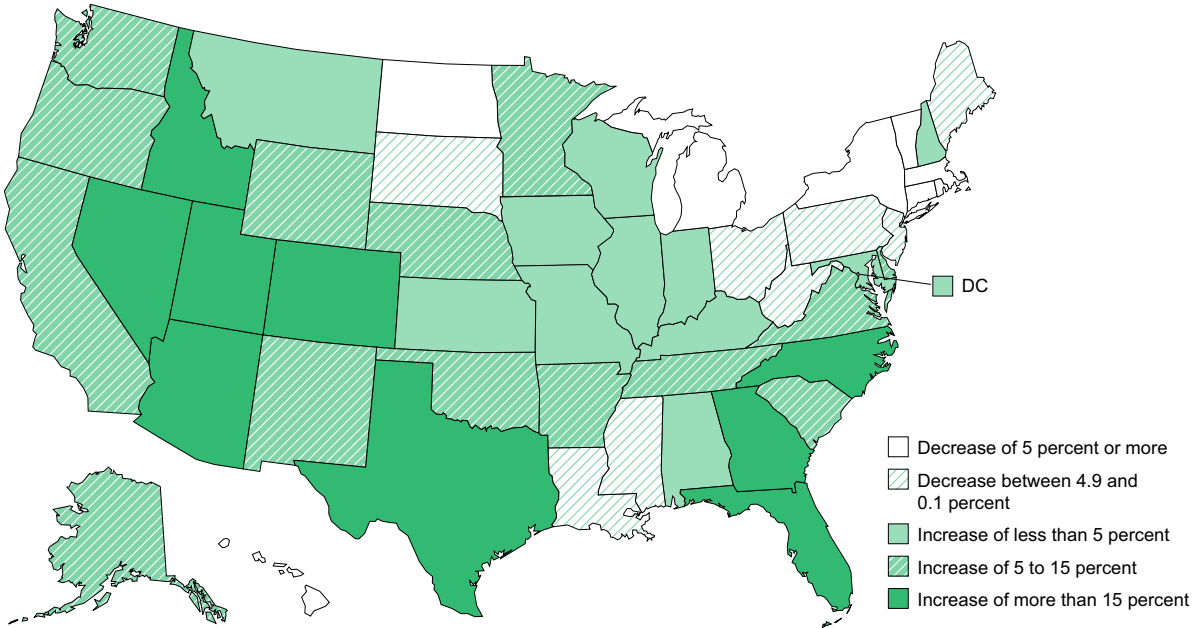 DC
Decrease of 5 percent or more
Decrease between 4.9 and
0.1 percent
Increase of less than 5 percent
Increase of 5 to 15 percent
Increase of more than 15 percent